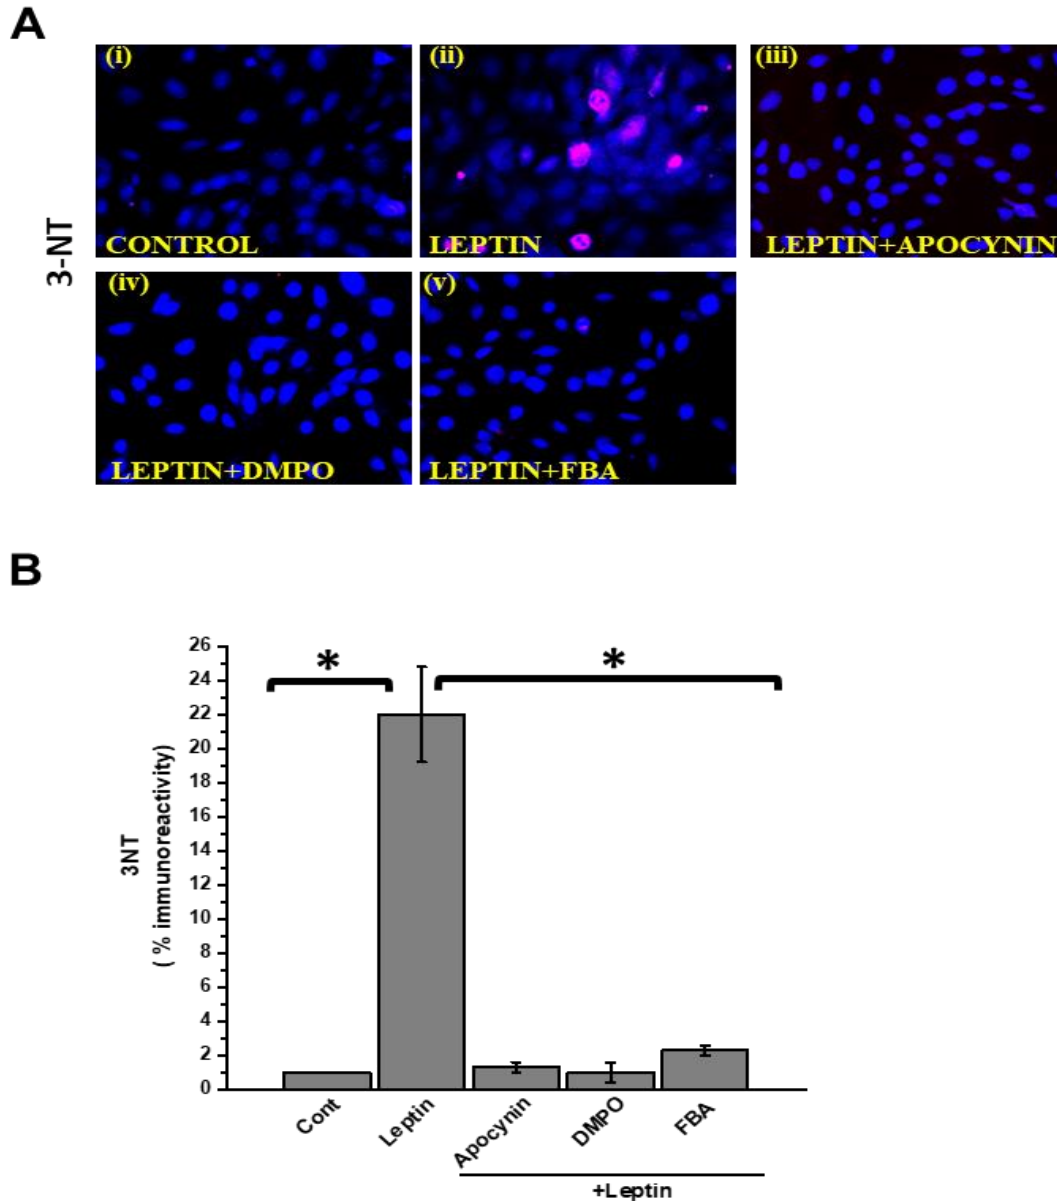 A
(i)
(ii)
(iii)
3-NT
CONTROL
LEPTIN
LEPTIN+APOCYNIN
(iv)
(v)
LEPTIN+DMPO
LEPTIN+FBA
B
*
*
26
24
22
20
18
16
14
12
10
8
6
4
2
0
3NT
( % immunoreactivity)
Cont
Leptin
Apocynin
DMPO
FBA
+Leptin